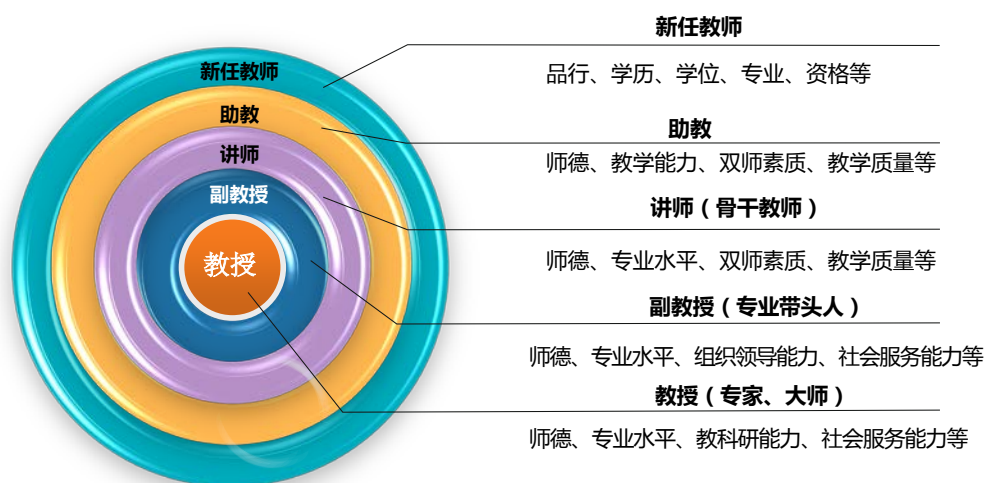 新任教师
助教
讲师
副教授
教授
新任教师
品行、学历、学位、专业、资格等
助教
师德、教学能力、双师素质、教学质量等
讲师（骨干教师）
师德、专业水平、双师素质、教学质量等
副教授（专业带头人）
师德、专业水平、组织领导能力、社会服务能力等
教授（专家、大师）
师德、专业水平、教科研能力、社会服务能力等